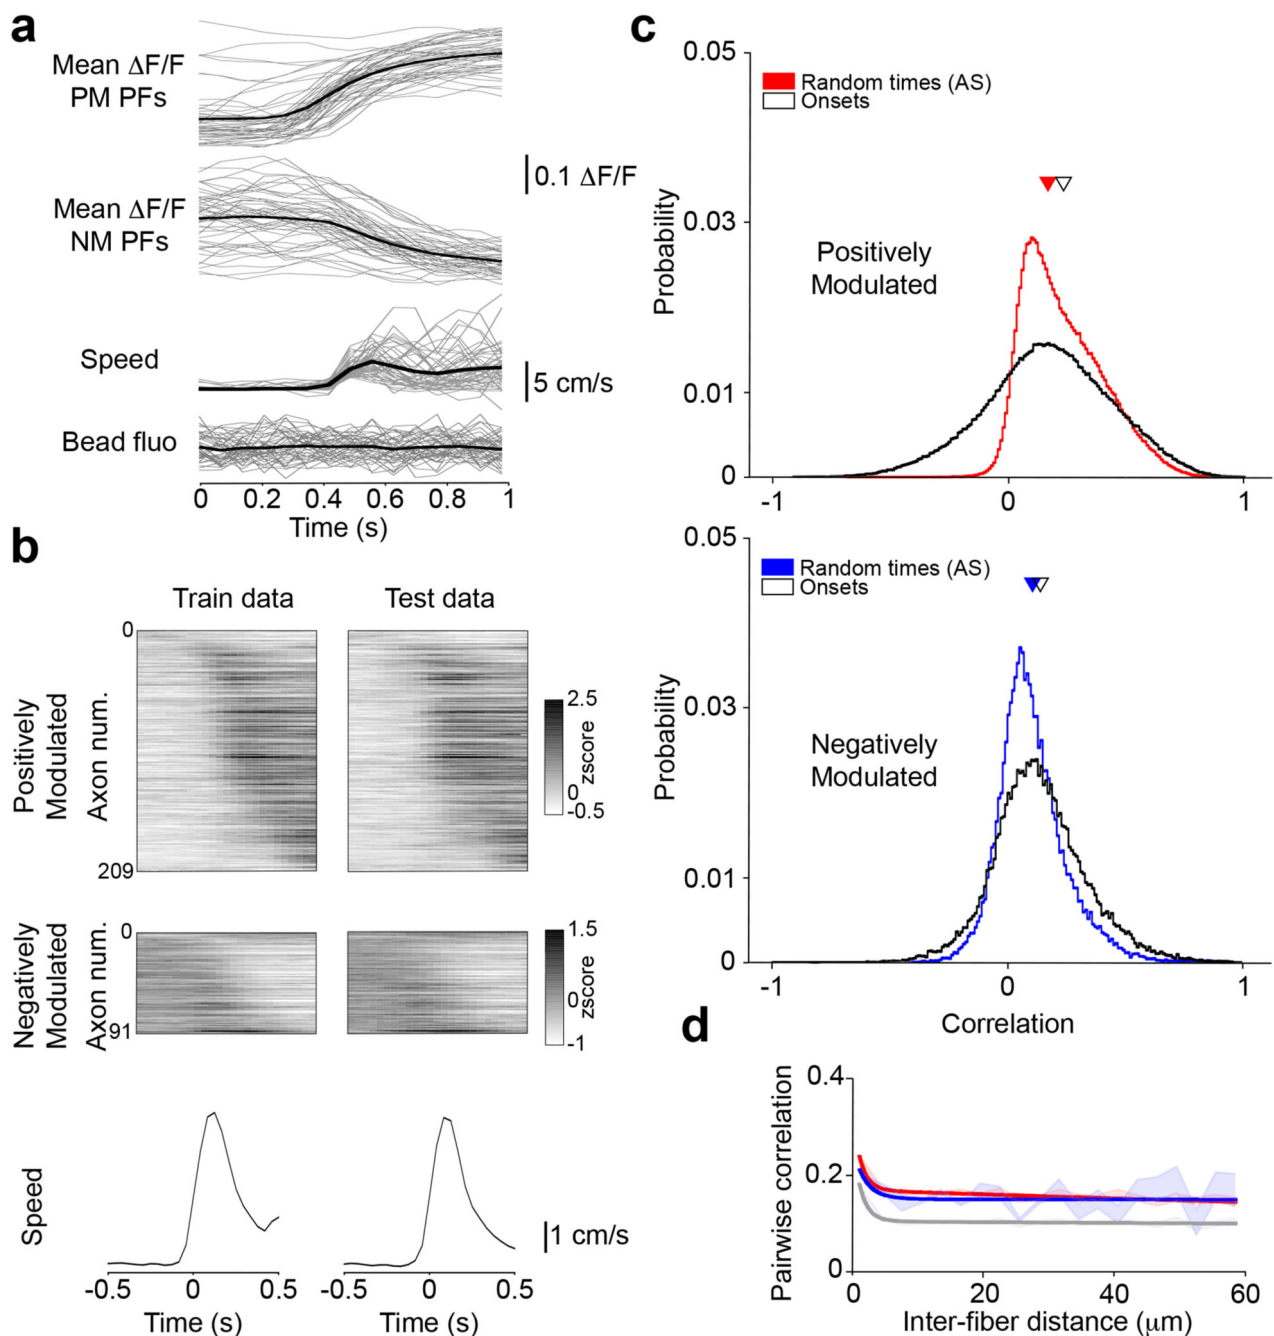 a
Mean ΔF/F
PM PFs
0.1 ΔF/F
Mean ΔF/F
NM PFs
Speed
5 cm/s
Bead fluo
0 0.2 0.4 0.6 0.8 1
Time (s)
b
Train data Test data
Positively
Modulated
Axon num.
0
209
2.5
0
-0.5
zscore
Negatively
Modulated
Axon num.
0
91
1.5
0
-1
zscore
Speed
1 cm/s
-0.5 0 0.5 -0.5 0 0.5
Time (s) Time (s)
c
0.05
0.03
0.01
0
Probability
Random times (AS)
Onsets
Positively
Modulated
-1 0 1
0.05
0.03
0.01
0
Probability
Random times (AS)
Onsets
Negatively
Modulated
-1 0 1
Correlation
d
Pairwise correlation
0.4
0.2
0
0 20 40 60
Inter-fiber distance (μm)